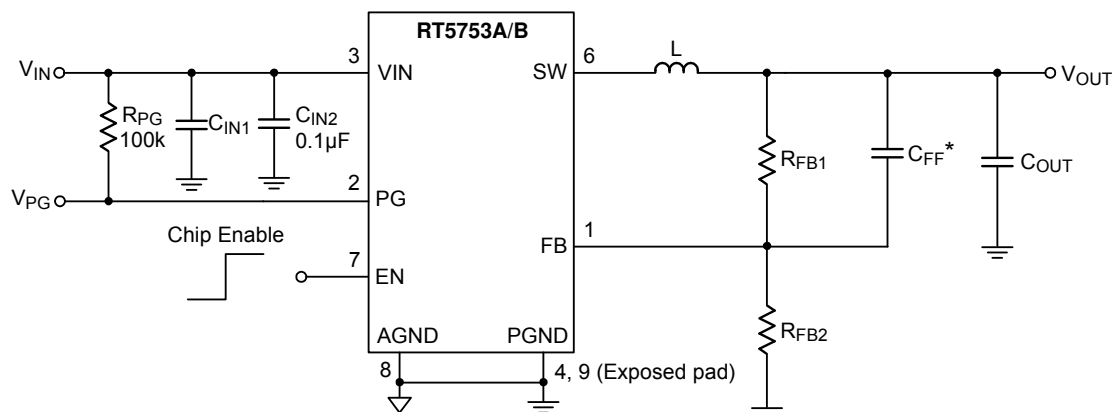 RT5753A/B
VIN
3
VIN
SW
6
L
VOUT
RPG
100k
CIN1
CIN2
0.1µF
RFB1
CFF*
COUT
VPG
2
PG
Chip Enable
FB
1
7
EN
AGND
PGND
RFB2
8
4, 9 (Exposed pad)